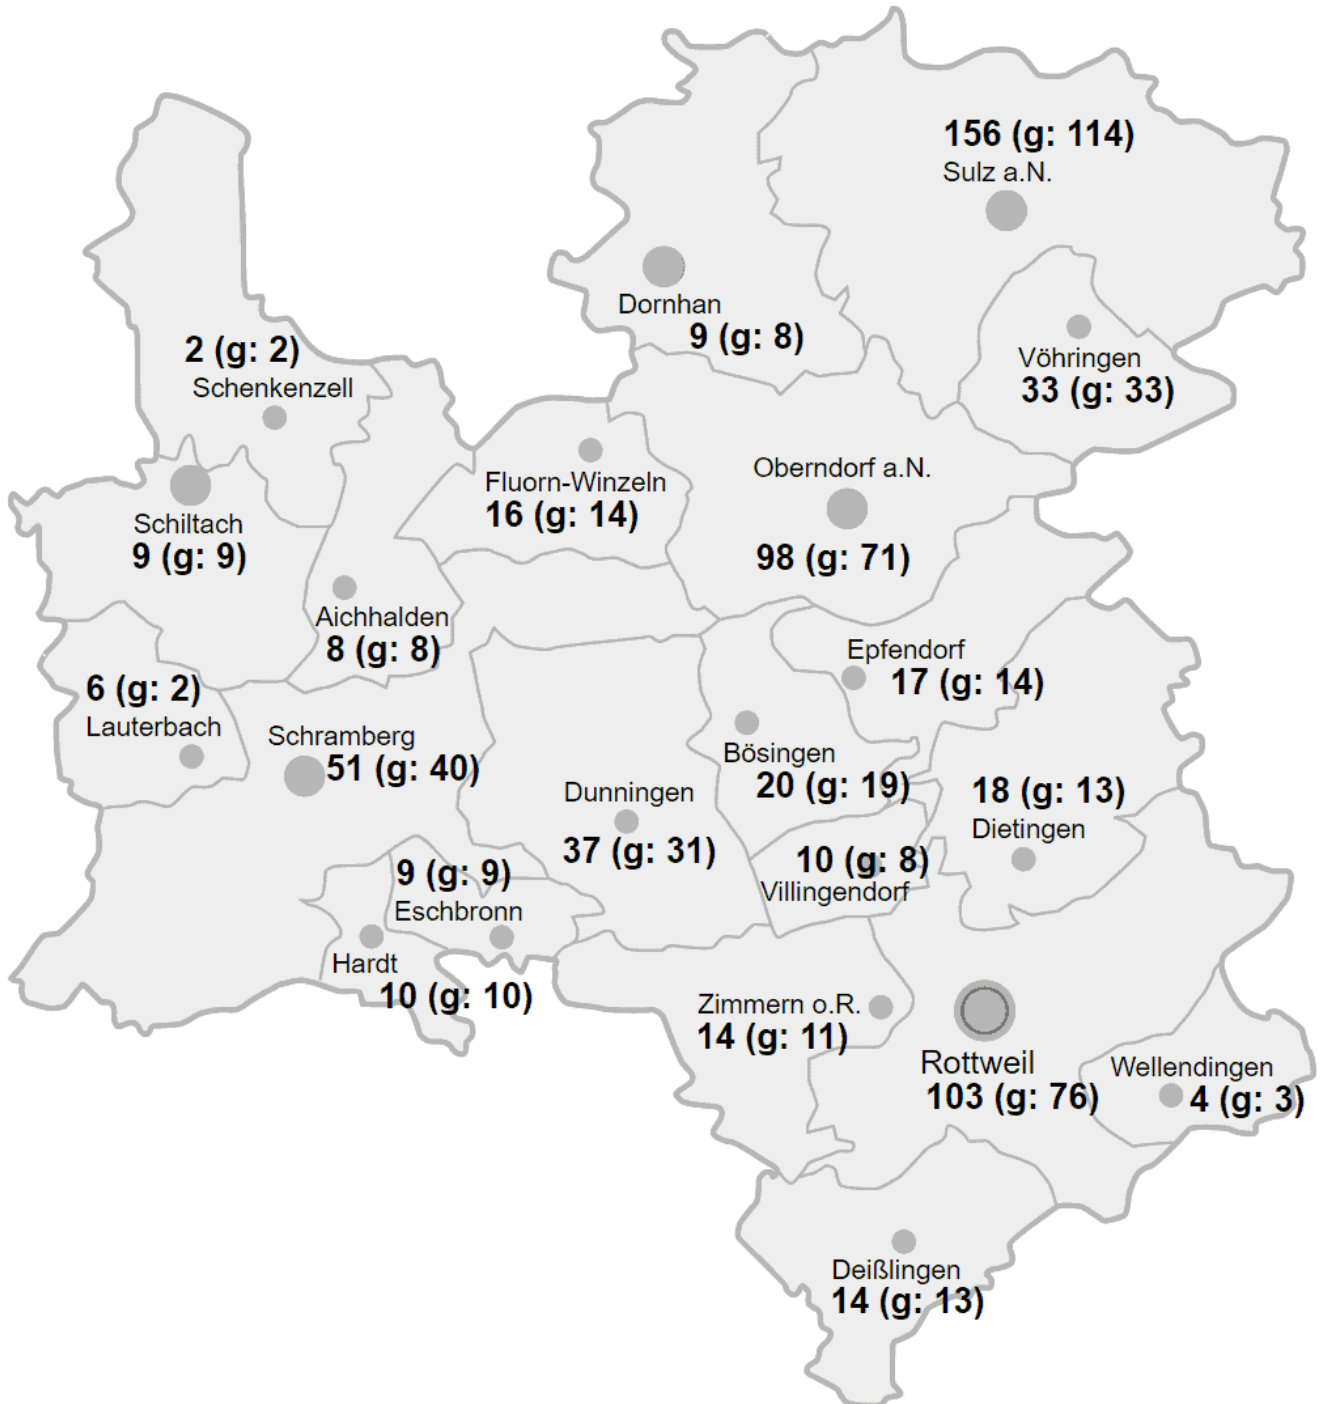 156 (g: 114)
Sulz a.N.
Dornhan
9 (g: 8)
2 (g: 2)
Schenkenzell
Vöhringen
33 (g: 33)
Fluorn-Winzeln
16 (g: 14)
Oberndorf a.N.
98 (g: 71)
Schiltach
9 (g: 9)
Aichhalden
8 (g: 8)
Epfendorf
17 (g: 14)
6 (g: 2)
Lauterbach
Schramberg
51 (g: 40)
Bösingen
20 (g: 19)
Dunningen
37 (g: 31)
18 (g: 13)
Dietingen
10 (g: 8)
Villingendorf
9 (g: 9)
Eschbronn
Hardt
10 (g: 10)
Zimmern o.R.
14 (g: 11)
Rottweil
103 (g: 76)
Wellendingen
4 (g: 3)
Deißlingen
14 (g: 13)